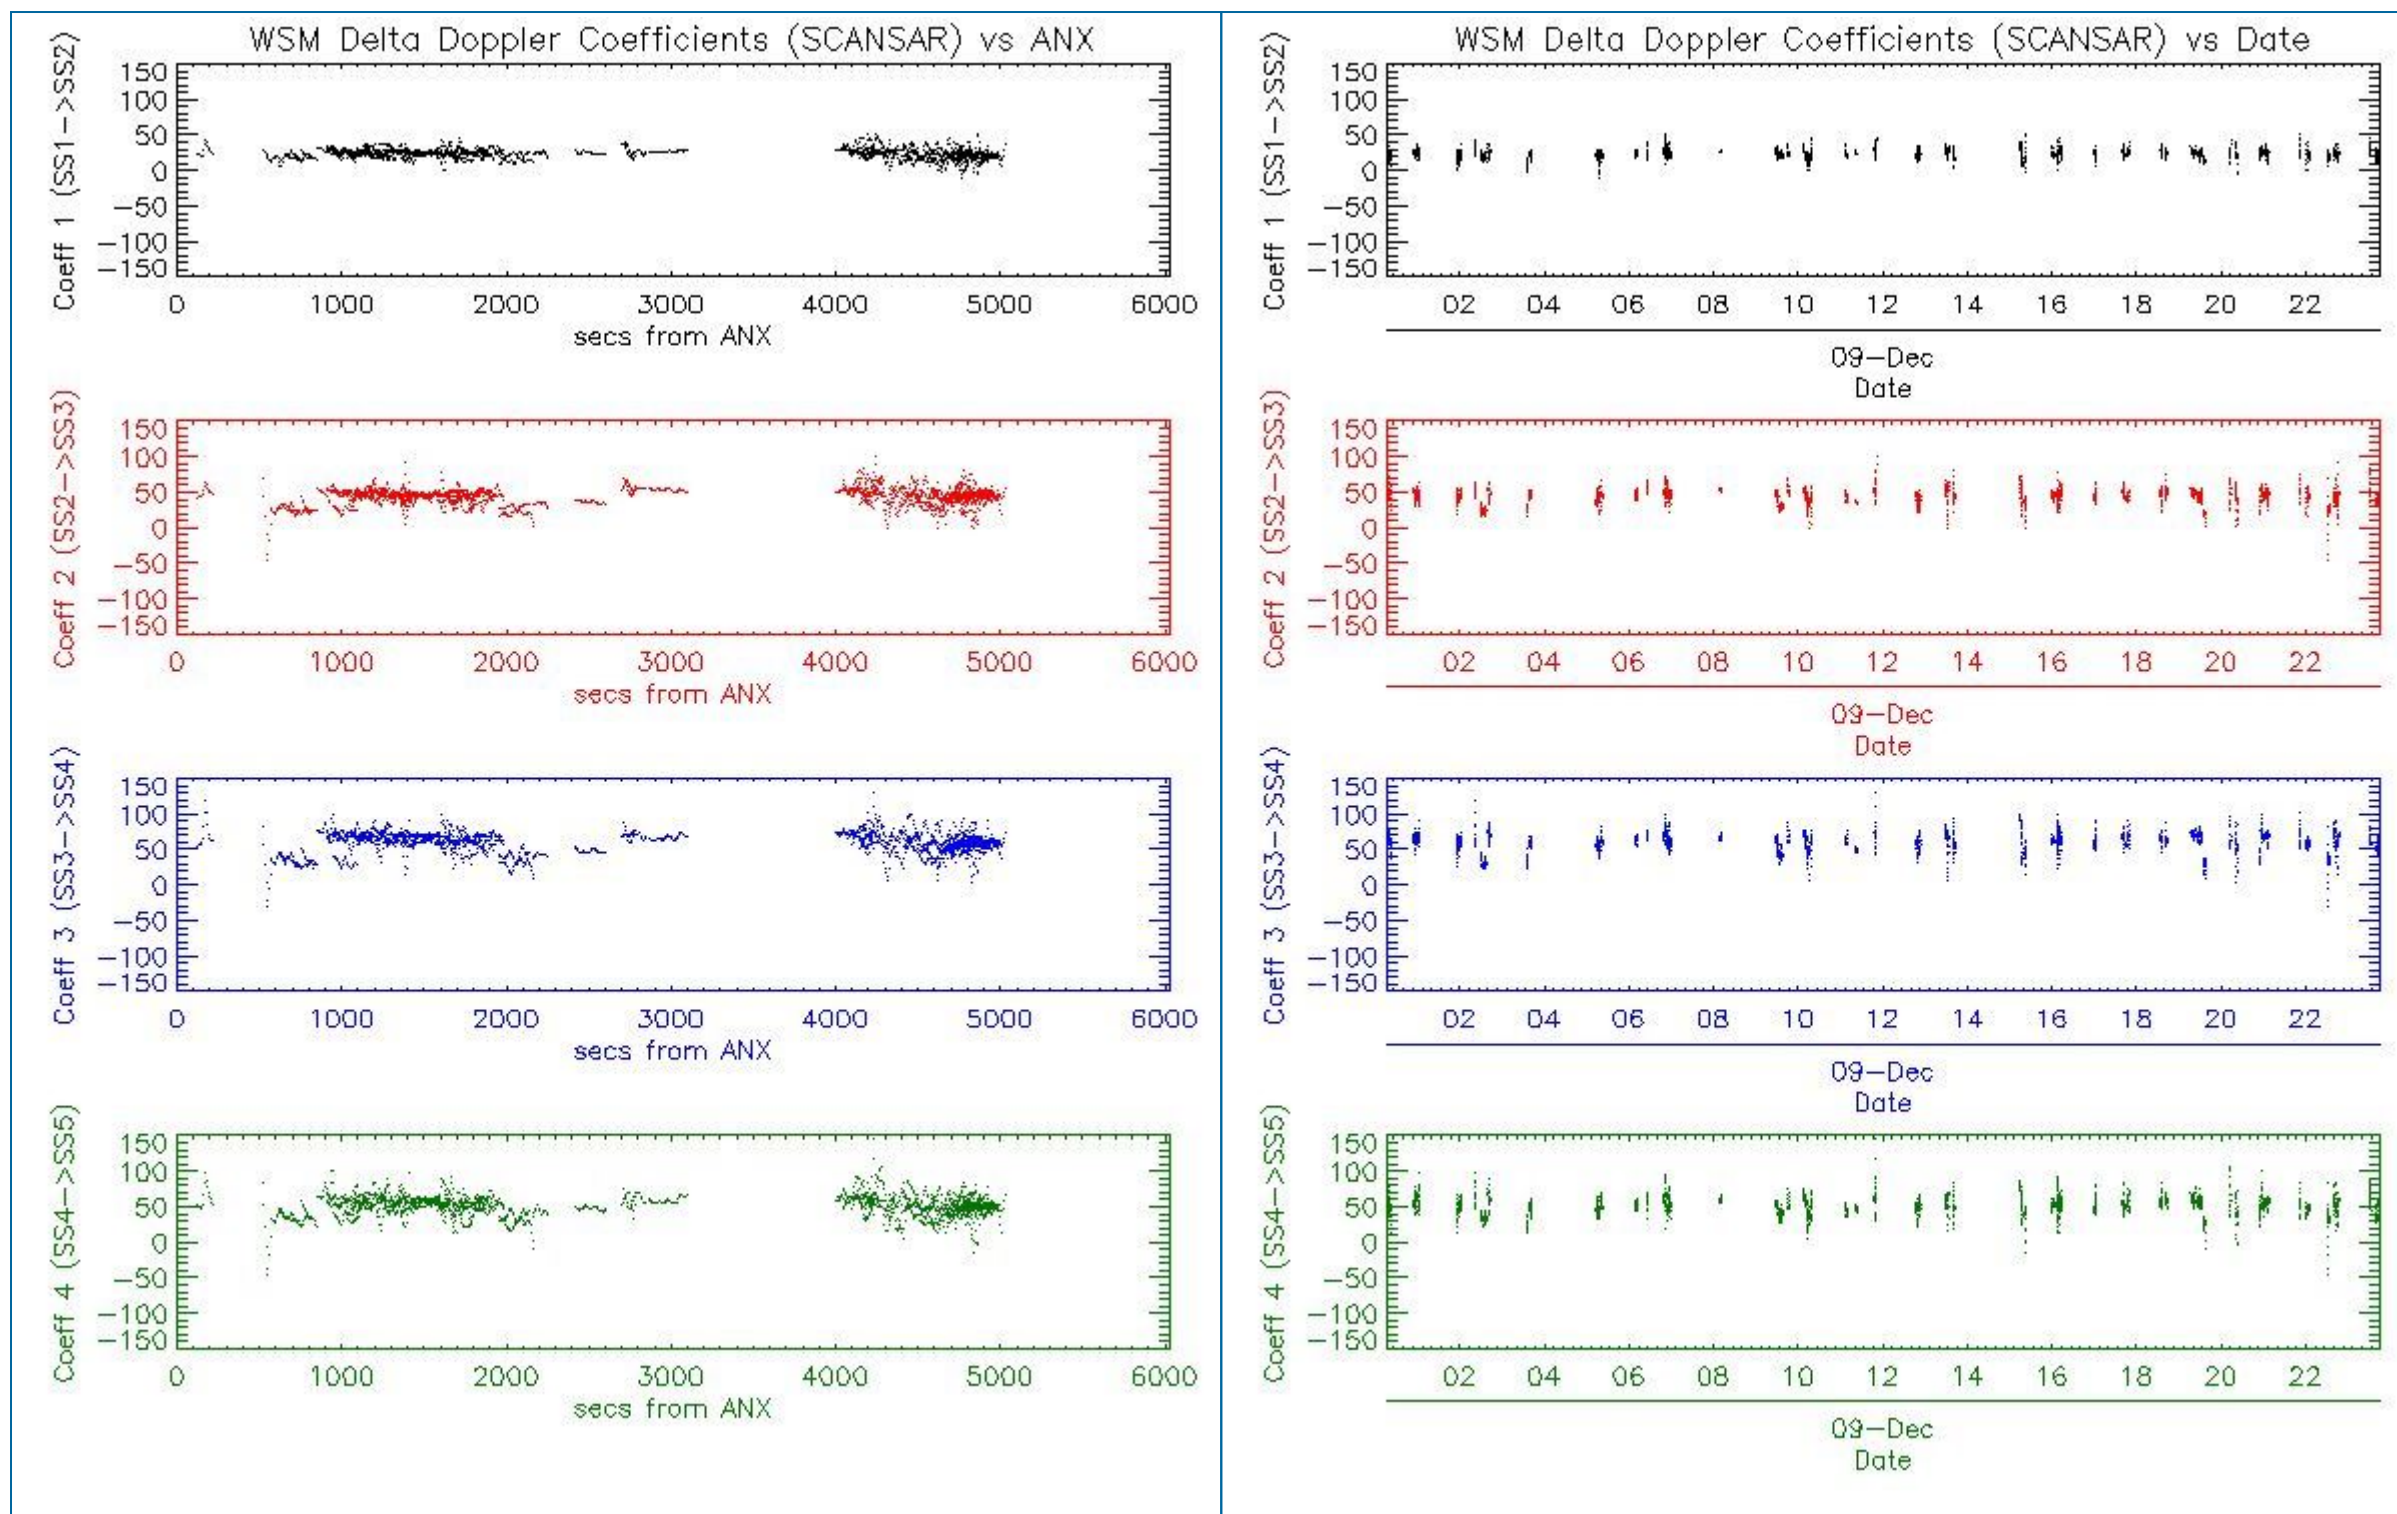 WSM Delta Doppler Coefficients (SCANSAR) vs ANX
Coeff 1 (SS1->SS2)
150
100
50
0
-50
-100
-150
0 1000 2000 3000 4000 5000 6000
secs from ANX
Coeff 2 (SS2->SS3)
150
100
50
0
-50
-100
-150
0 1000 2000 3000 4000 5000 6000
secs from ANX
Coeff 3 (SS3->SS4)
150
100
50
0
-50
-100
-150
0 1000 2000 3000 4000 5000 6000
secs from ANX
Coeff 4 (SS4->SS5)
150
100
50
0
-50
-100
-150
0 1000 2000 3000 4000 5000 6000
secs from ANX
WSM Delta Doppler Coefficients (SCANSAR) vs Date
Coeff 1 (SS1->SS2)
150
100
50
0
-50
-100
-150
02 04 06 08 10 12 14 16 18 20 22
09-Dec
Date
Coeff 2 (SS2->SS3)
150
100
50
0
-50
-100
-150
02 04 06 08 10 12 14 16 18 20 22
09-Dec
Date
Coeff 3 (SS3->SS4)
150
100
50
0
-50
-100
-150
02 04 06 08 10 12 14 16 18 20 22
09-Dec
Date
Coeff 4 (SS4->SS5)
150
100
50
0
-50
-100
-150
02 04 06 08 10 12 14 16 18 20 22
09-Dec
Date